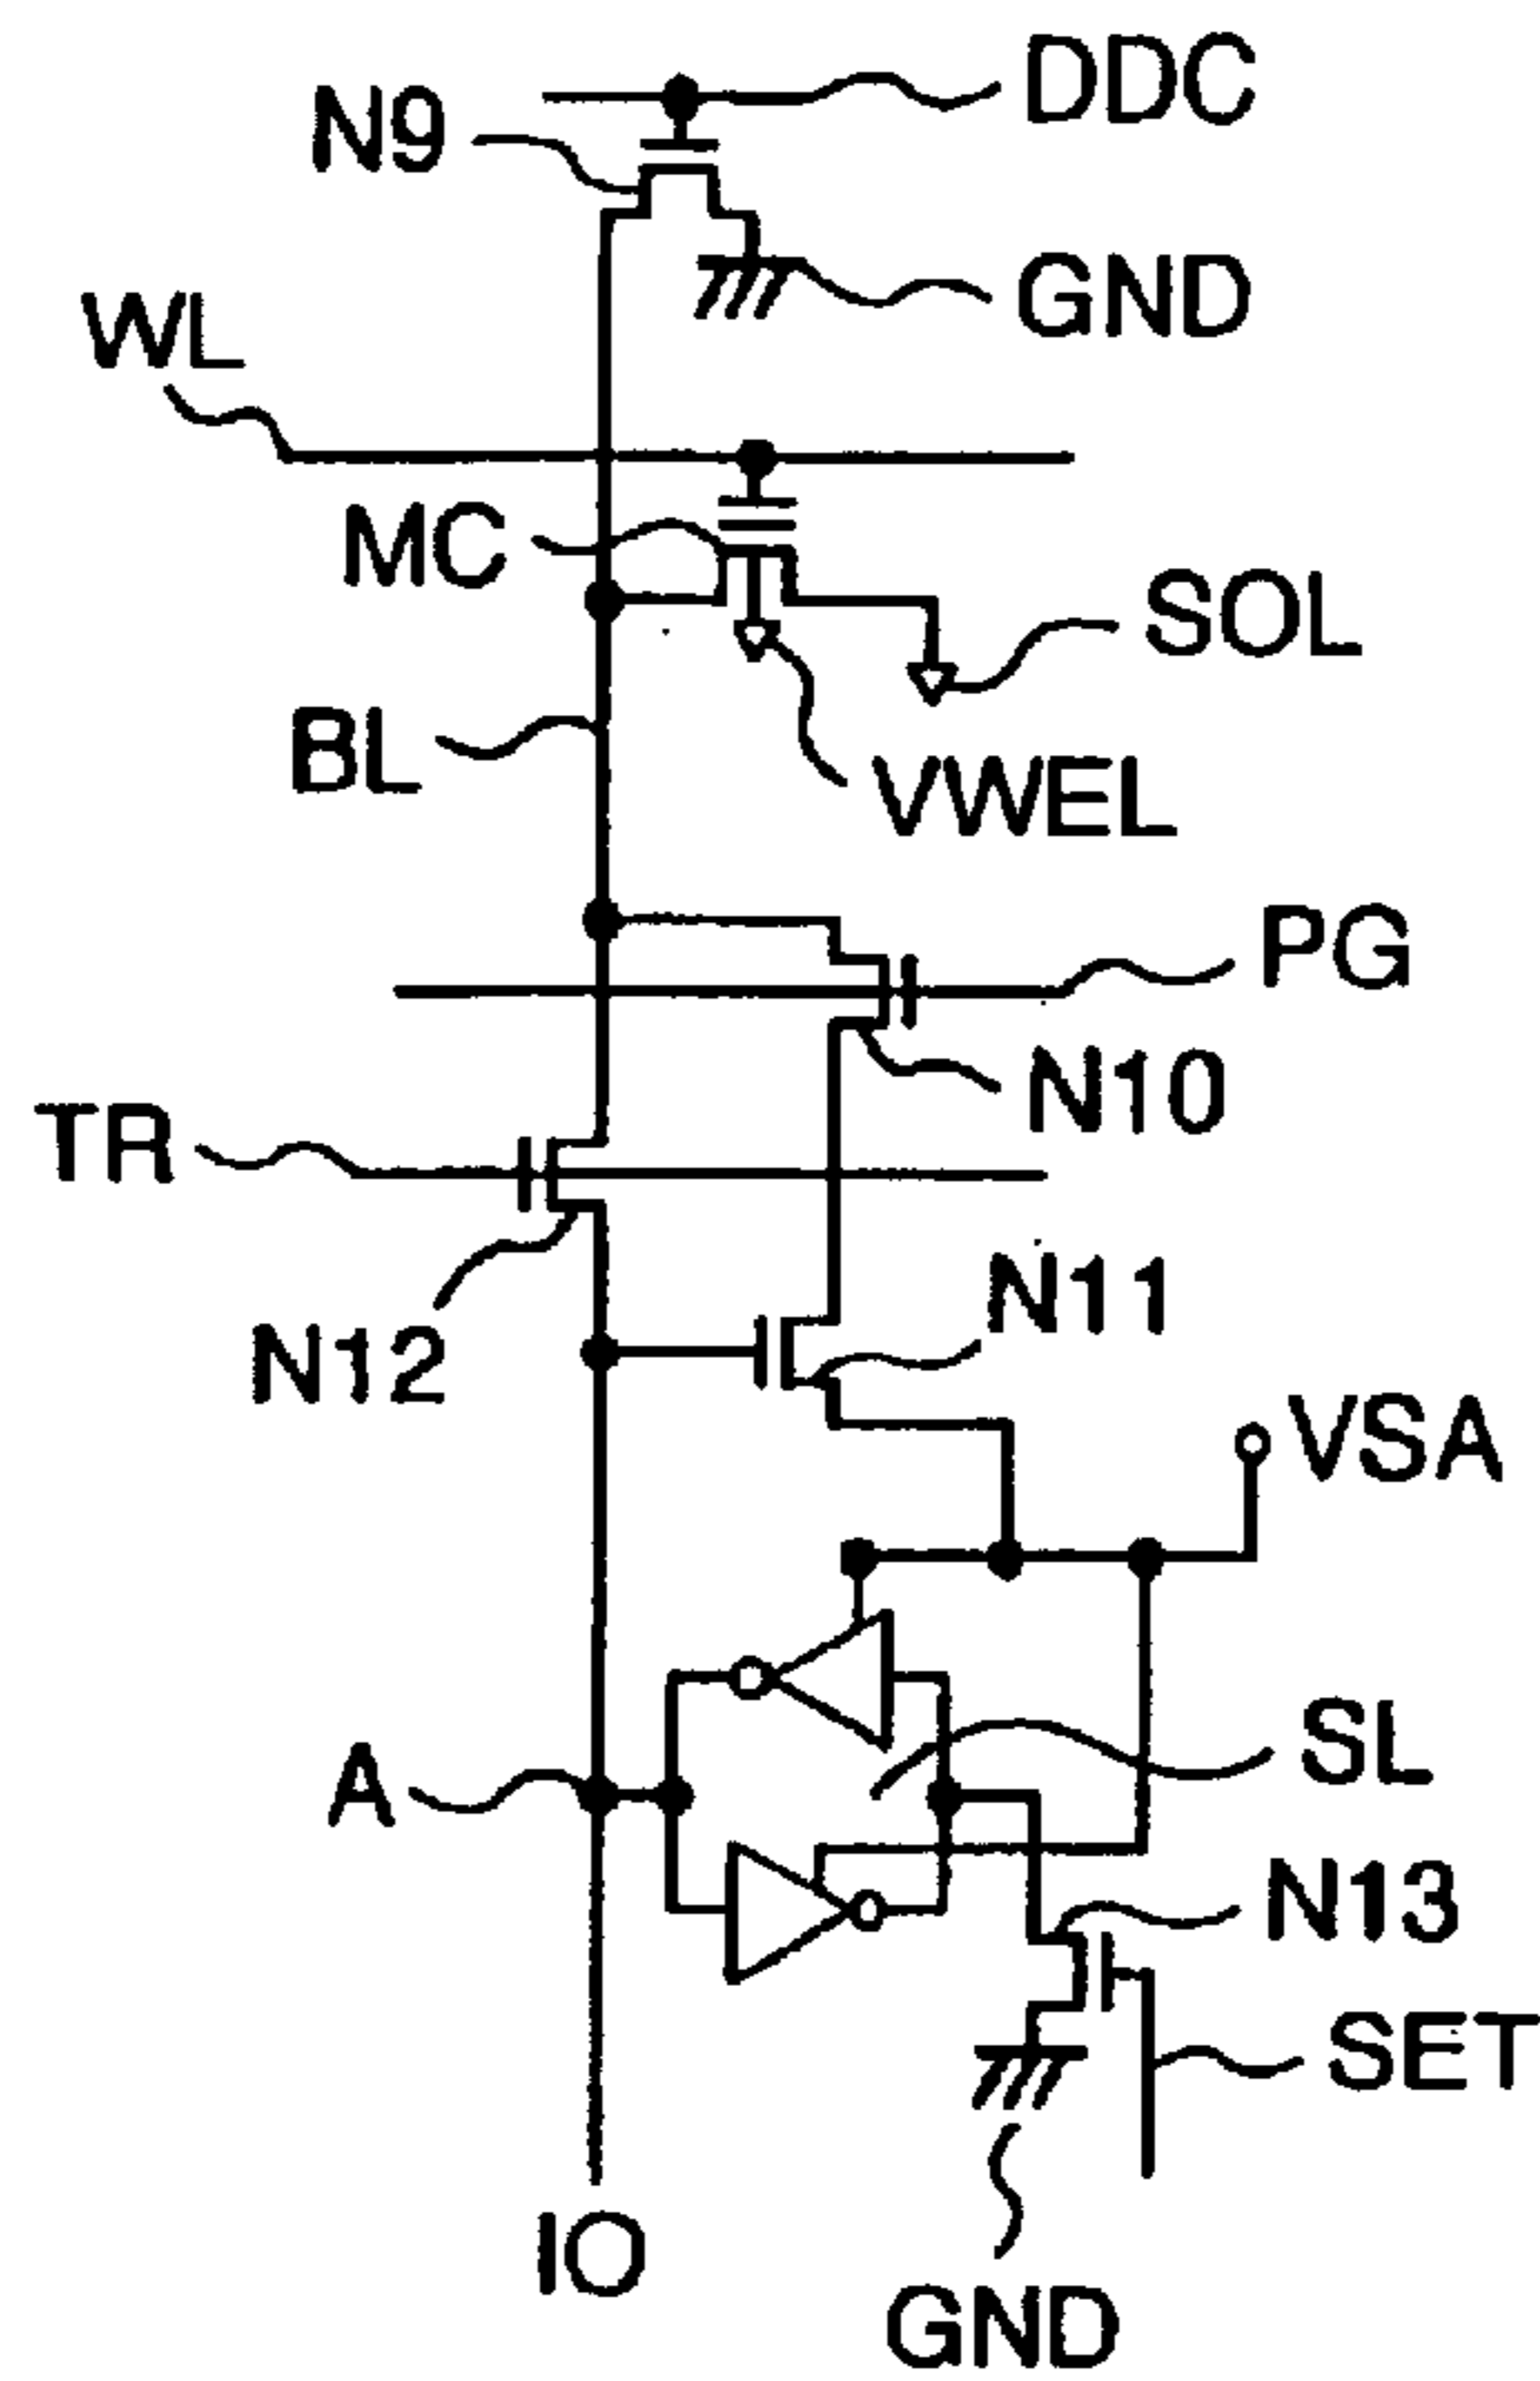 DDC
N9
GND
WL
MC
SOL
BL
VWEL
PG
N10
TR
N11
N12
VSA
SL
A
N13
SET
IO
GND